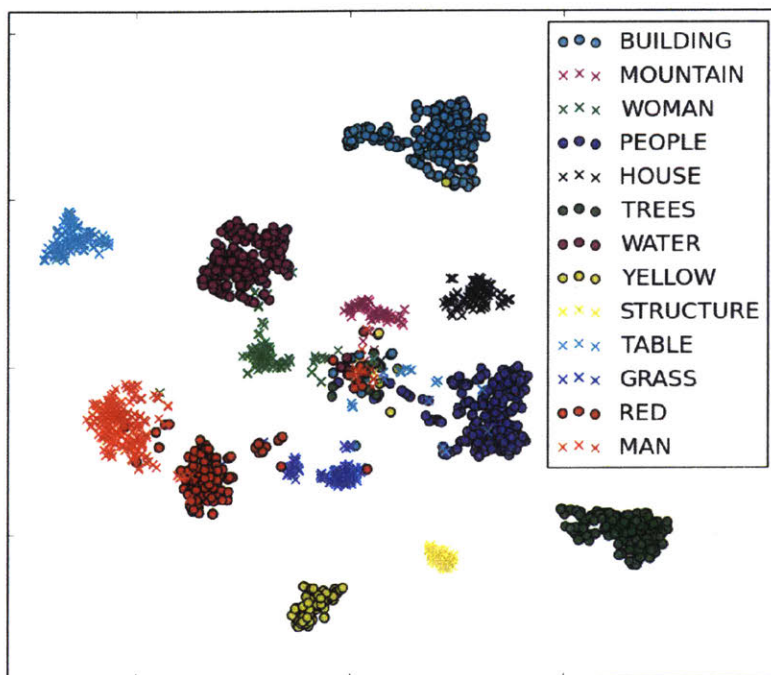 BUILDING
MOUNTAIN
WOMAN
PEOPLE
HOUSE
TREES
WATER
YELLOW
STRUCTURE
TABLE
GRASS
RED
MAN